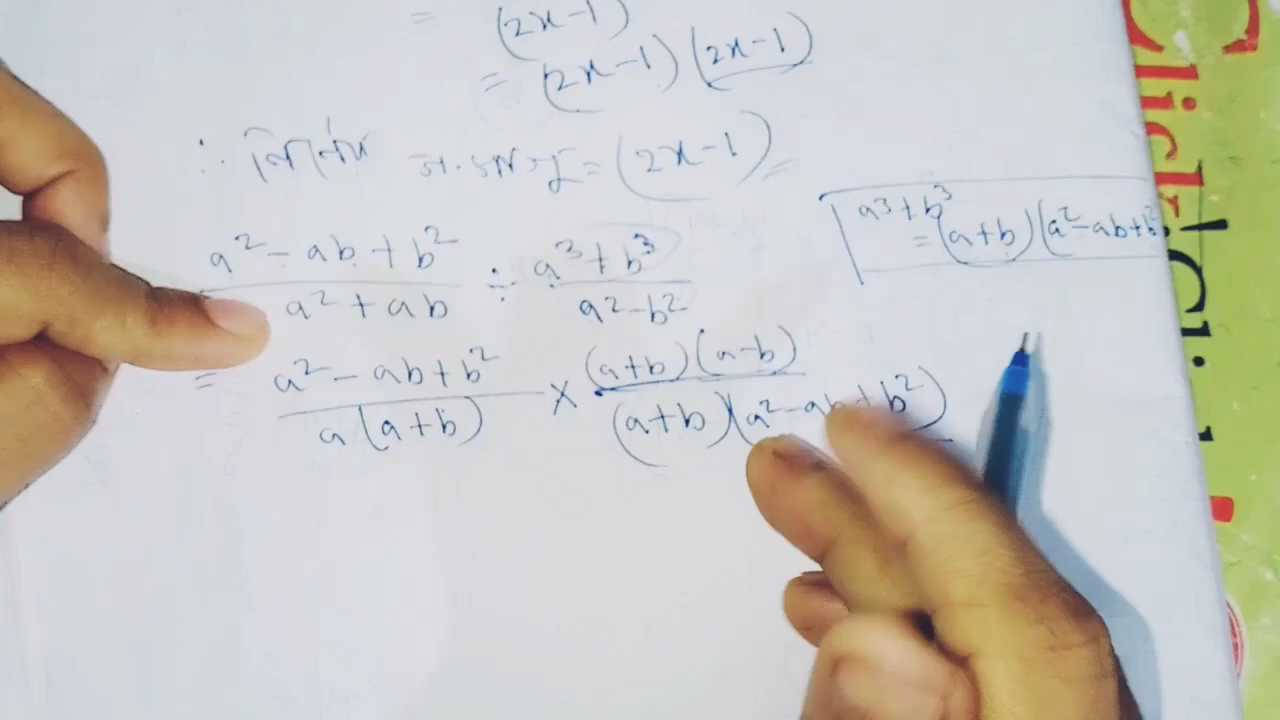 = (2x-1)
= (2x-1) (2x-1)
∴ নির্ণেয় = (2x-1)
a³+b³
= (a+b)(a²-ab+b²
a²-ab+b² / a²+ab ÷ a³+b³ / a²-b²
= a²-ab+b² / a(a+b) × (a+b)(a-b) / (a+b)(a²-ab+b²)
Click!